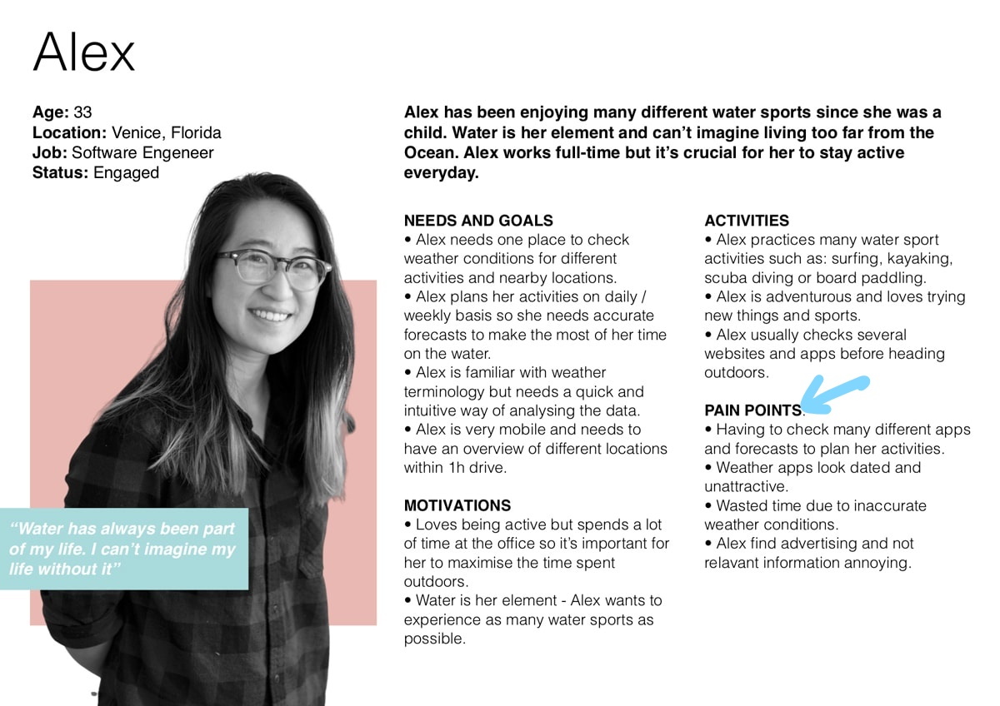 Alex
Age: 33
Location: Venice, Florida
Job: Software Engeneer
Status: Engaged
“Water has always been part
of my life. I can’t imagine my
life without it”
Alex has been enjoying many different water sports since she was a
child. Water is her element and can’t imagine living too far from the
Ocean. Alex works full-time but it’s crucial for her to stay active
everyday.
NEEDS AND GOALS
• Alex needs one place to check
weather conditions for different
activities and nearby locations.
• Alex plans her activities on daily /
weekly basis so she needs accurate
forecasts to make the most of her time
on the water.
• Alex is familiar with weather
terminology but needs a quick and
intuitive way of analysing the data.
• Alex is very mobile and needs to
have an overview of different locations
within 1h drive.
MOTIVATIONS
• Loves being active but spends a lot
of time at the office so it’s important for
her to maximise the time spent
outdoors.
• Water is her element - Alex wants to
experience as many water sports as
possible.
ACTIVITIES
• Alex practices many water sport
activities such as: surfing, kayaking,
scuba diving or board paddling.
• Alex is adventurous and loves trying
new things and sports.
• Alex usually checks several
websites and apps before heading
outdoors.
PAIN POINTS.
• Having to check many different apps
and forecasts to plan her activities.
• Weather apps look dated and
unattractive.
• Wasted time due to inaccurate
weather conditions.
• Alex find advertising and not
relavant information annoying.